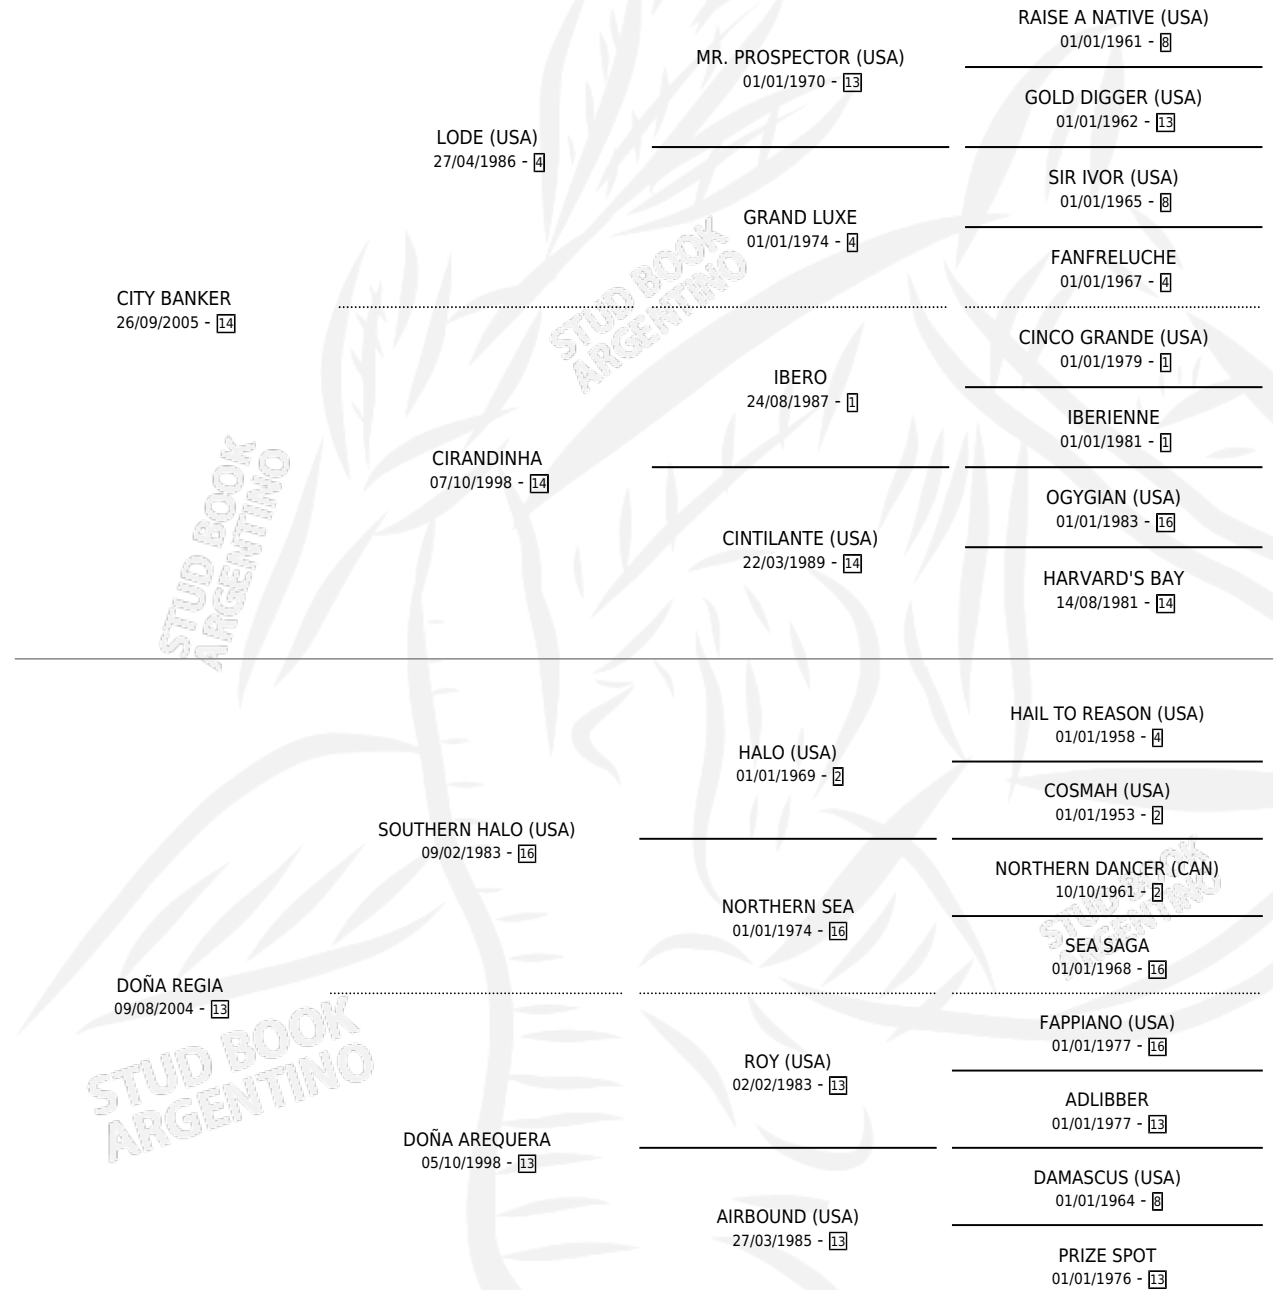 RAISE A NATIVE (USA)
01/01/1961 - 8
MR. PROSPECTOR (USA)
01/01/1970 - 13
GOLD DIGGER (USA)
01/01/1962 - 13
LODE (USA)
27/04/1986 - 4
SIR IVOR (USA)
01/01/1965 - 8
GRAND LUXE
01/01/1974 - 4
FANFRELUCHE
01/01/1967 - 4
CITY BANKER
26/09/2005 - 14
CINCO GRANDE (USA)
01/01/1979 - 1
IBERO
24/08/1987 - 1
IBERIENNE
01/01/1981 - 1
CIRANDINHA
07/10/1998 - 14
OGYGIAN (USA)
01/01/1983 - 16
CINTILANTE (USA)
22/03/1989 - 14
HARVARD'S BAY
14/08/1981 - 14
HAIL TO REASON (USA)
01/01/1958 - 4
HALO (USA)
01/01/1969 - 2
COSMAH (USA)
01/01/1953 - 2
SOUTHERN HALO (USA)
09/02/1983 - 16
NORTHERN DANCER (CAN)
10/10/1961 - 2
NORTHERN SEA
01/01/1974 - 16
SEA SAGA
01/01/1968 - 16
DOÑA REGIA
09/08/2004 - 13
FAPPIANO (USA)
01/01/1977 - 16
ROY (USA)
02/02/1983 - 13
ADLIBBER
01/01/1977 - 13
DOÑA AREQUERA
05/10/1998 - 13
DAMASCUS (USA)
01/01/1964 - 8
AIRBOUND (USA)
27/03/1985 - 13
PRIZE SPOT
01/01/1976 - 13
STUD BOOK
ARGENTINO
STUD BOOK
ARGENTINO
STUD BOOK
ARGENTINO
STUD BOOK
ARGENTINO